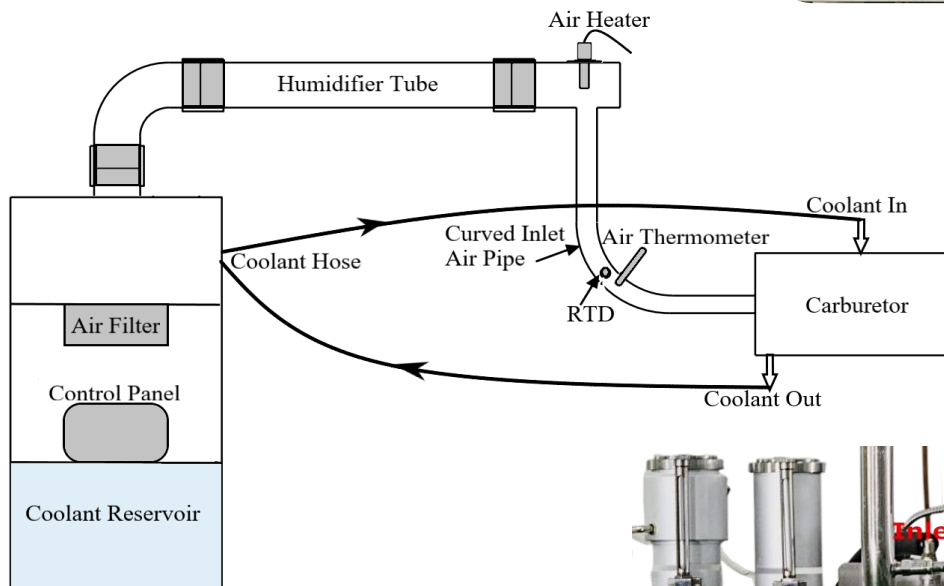 Air Heater
Humidifier Tube
Coolant In
Curved Inlet
Air Pipe
Air Thermometer
Coolant Hose
RTD
Carburetor
Air Filter
Control Panel
Coolant Out
Coolant Reservoir